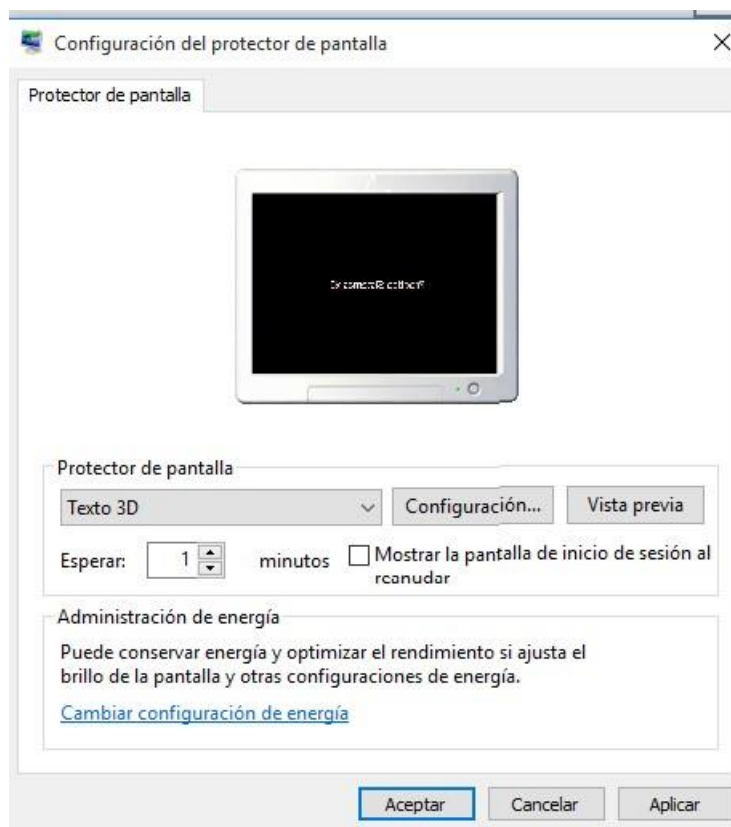 Configuración del protector de pantalla
Protector de pantalla
Protector de pantalla
Texto 3D
Configuración...
Vista previa
Esperar:
1
minutos
Mostrar la pantalla de inicio de sesión al
reanudar
Administración de energía
Puede conservar energía y optimizar el rendimiento si ajusta el
brillo de la pantalla y otras configuraciones de energía.
Cambiar configuración de energía
Aceptar
Cancelar
Aplicar